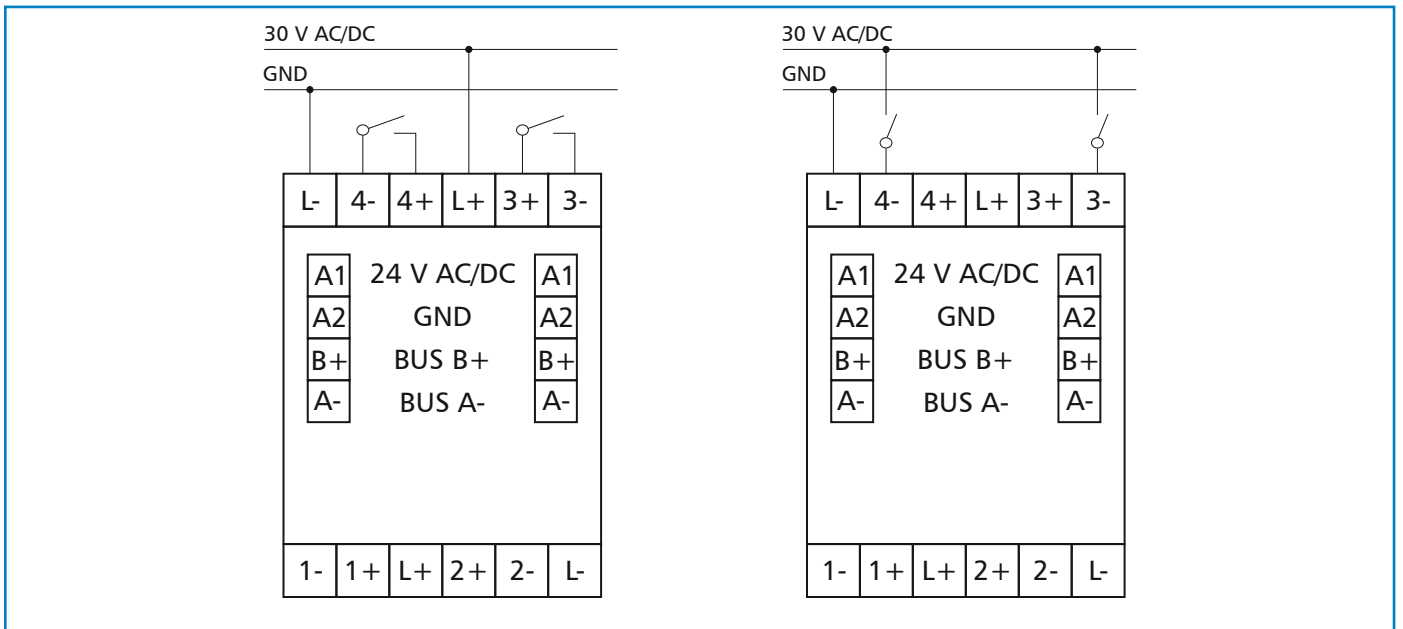 30 V AC/DC
GND
L- 4- 4+ L+ 3+ 3-
A1 24 V AC/DC A1
A2 GND A2
B+ BUS B+ B+
A- BUS A- A-
1- 1+ L+ 2+ 2- L-
30 V AC/DC
GND
L- 4- 4+ L+ 3+ 3-
A1 24 V AC/DC A1
A2 GND A2
B+ BUS B+ B+
A- BUS A- A-
1- 1+ L+ 2+ 2- L-